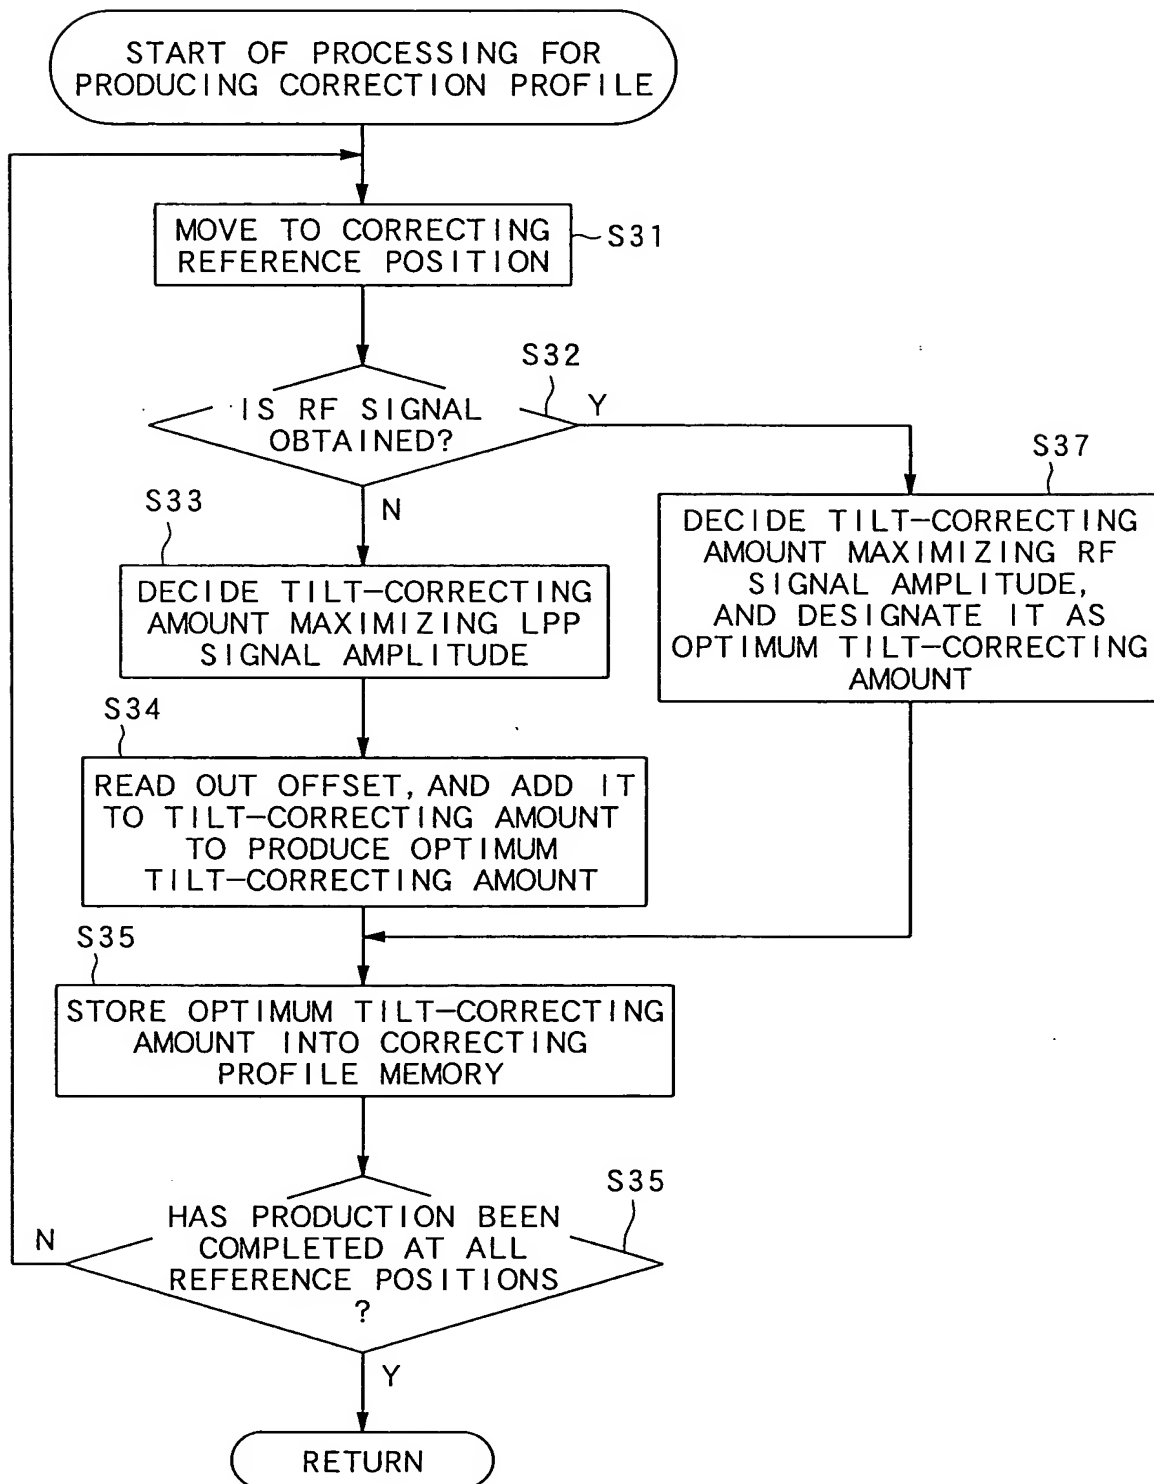 START OF PROCESSING FOR
PRODUCING CORRECTION PROFILE
MOVE TO CORRECTING
REFERENCE POSITION
S31
S32
IS RF SIGNAL
OBTAINED?
Y
N
S37
DECIDE TILT-CORRECTING
AMOUNT MAXIMIZING RF
SIGNAL AMPLITUDE,
AND DESIGNATE IT AS
OPTIMUM TILT-CORRECTING
AMOUNT
S33
DECIDE TILT-CORRECTING
AMOUNT MAXIMIZING LPP
SIGNAL AMPLITUDE
S34
READ OUT OFFSET, AND ADD IT
TO TILT-CORRECTING AMOUNT
TO PRODUCE OPTIMUM
TILT-CORRECTING AMOUNT
S35
STORE OPTIMUM TILT-CORRECTING
AMOUNT INTO CORRECTING
PROFILE MEMORY
S35
HAS PRODUCTION BEEN
COMPLETED AT ALL
REFERENCE POSITIONS
?
N
Y
RETURN